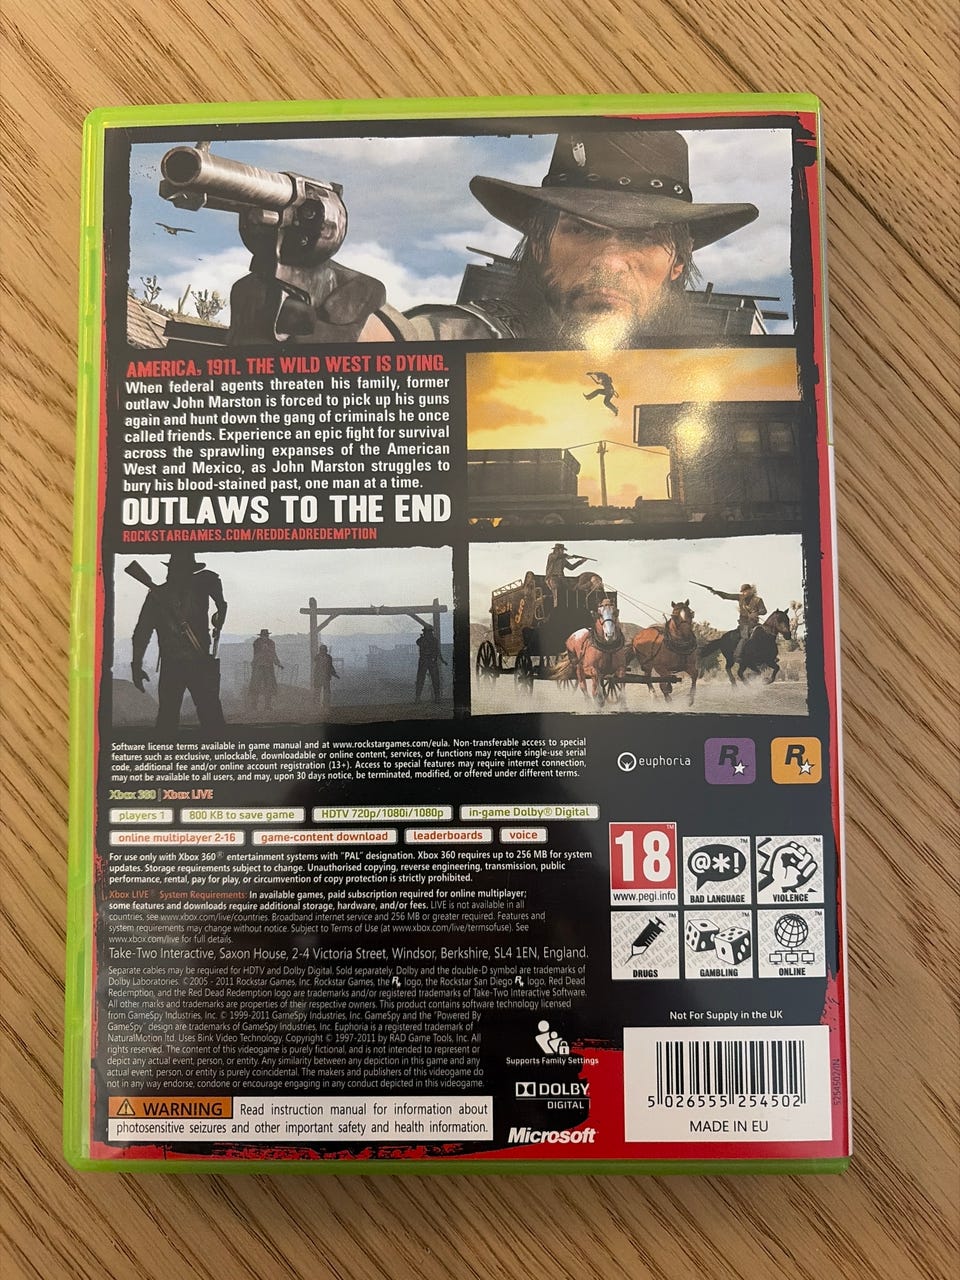 AMERICA, 1911. THE WILD WEST IS DYING.
When federal agents threaten his family, former
outlaw John Marston is forced to pick up his guns
again and hunt down the gang of criminals he once
called friends. Experience an epic fight for survival
across the sprawling expanses of the American
West and Mexico, as John Marston struggles to
bury his blood-stained past, one man at a time.
OUTLAWS TO THE END
ROCKSTARGAMES.COM/REDDEADREDEMPTION
Software license terms available in game manual and at www.rockstargames.com/eula. Non-transferable access to special
features such as exclusive, unlockable, downloadable or online content, services, or functions may require single-use serial
code, additional fee and/or online account registration (13+). Access to special features may require internet connection,
may not be available to all users, and may, upon 30 days notice, be terminated, modified, or offered under different terms.
euphoria
R
R
Xbox 360 | Xbox LIVE
players 1
800 KB to save game
HDTV 720p/1080i/1080p
in-game Dolby® Digital
online multiplayer 2-16
game-content download
leaderboards
voice
For use only with Xbox 360® entertainment systems with "PAL" designation. Xbox 360 requires up to 256 MB for system
updates. Storage requirements subject to change. Unauthorised copying, reverse engineering, transmission, public
performance, rental, pay for play, or circumvention of copy protection is strictly prohibited.
Xbox LIVE® System Requirements: In available games, paid subscription required for online multiplayer;
some features and downloads require additional storage, hardware, and/or fees. LIVE is not available in all
countries, see www.xbox.com/live/countries. Broadband internet service and 256 MB or greater required. Features and
system requirements may change without notice. Subject to Terms of Use (at www.xbox.com/live/termsofuse). See
www.xbox.com/live for full details.
Take-Two Interactive, Saxon House, 2-4 Victoria Street, Windsor, Berkshire, SL4 1EN, England.
Separate cables may be required for HDTV and Dolby Digital. Sold separately. Dolby and the double-D symbol are trademarks of
Dolby Laboratories. ©2005 - 2011 Rockstar Games, Inc. Rockstar Games, the R logo, the Rockstar San Diego R logo, Red Dead
Redemption, and the Red Dead Redemption logo are trademarks and/or registered trademarks of Take-Two Interactive Software.
All other marks and trademarks are properties of their respective owners. This product contains software technology licensed
from GameSpy Industries, Inc. © 1999-2011 GameSpy Industries, Inc. GameSpy and the "Powered By
GameSpy" design are trademarks of GameSpy Industries, Inc. Euphoria is a registered trademark of
NaturalMotion ltd. Uses Bink Video Technology. Copyright © 1997-2011 by RAD Game Tools, Inc. All
rights reserved. The content of this videogame is purely fictional, and is not intended to represent or
depict any actual event, person, or entity. Any similarity between any depiction in this game and any
actual event, person, or entity is purely coincidental. The makers and publishers of this videogame do
not in any way endorse, condone or encourage engaging in any conduct depicted in this videogame.
18
www.pegi.info
@*!
BAD LANGUAGE
VIOLENCE
DRUGS
GAMBLING
ONLINE
Not For Supply in the UK
Supports Family Settings
DOLBY
DIGITAL
Microsoft®
WARNING Read instruction manual for information about
photosensitive seizures and other important safety and health information.
5 026555 254502
MADE IN EU